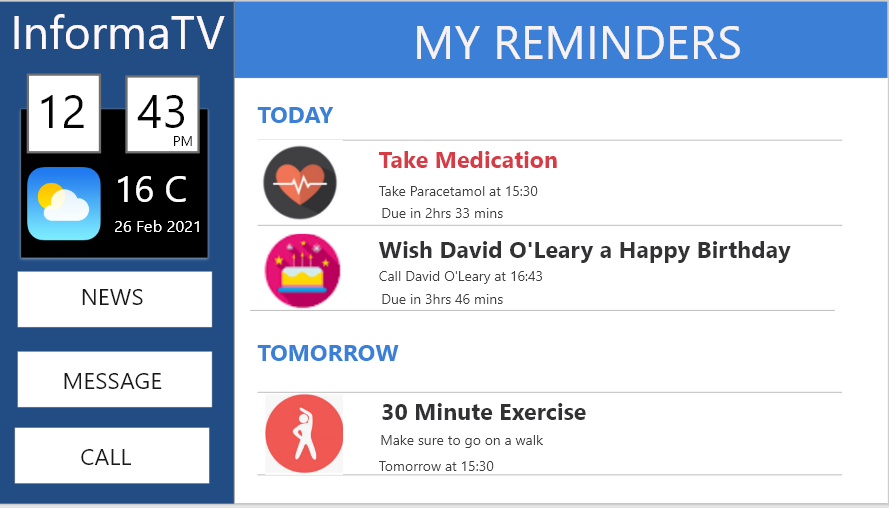 InformaTV
12
43
PM
16 C
26 Feb 2021
NEWS
MESSAGE
CALL
MY REMINDERS
TODAY
Take Medication
Take Paracetamol at 15:30
Due in 2hrs 33 mins
Wish David O'Leary a Happy Birthday
Call David O'Leary at 16:43
Due in 3hrs 46 mins
TOMORROW
30 Minute Exercise
Make sure to go on a walk
Tomorrow at 15:30